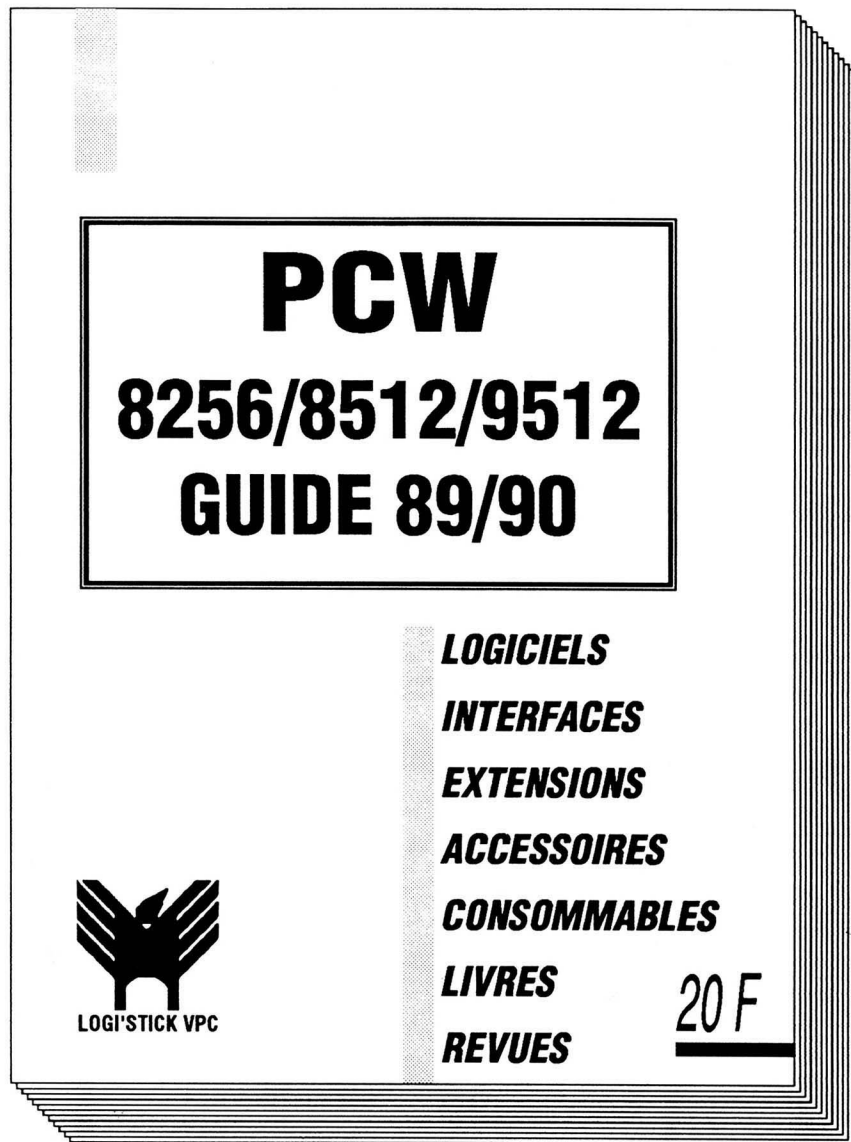 PCW
8256/8512/9512
GUIDE 89/90
LOGICIELS
INTERFACES
EXTENSIONS
ACCESSOIRES
CONSOMMABLES
LIVRES
REVUES
20 F
LOGI'STICK VPC